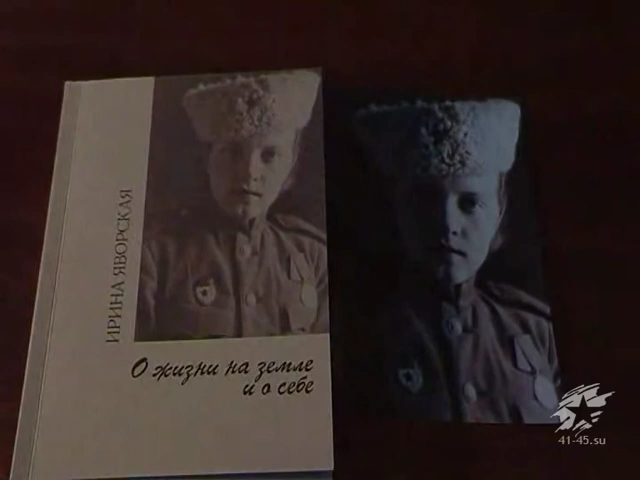 ИРИНА ЯВОРСКАЯ
О жизни на земле
и о себе
41-45.su